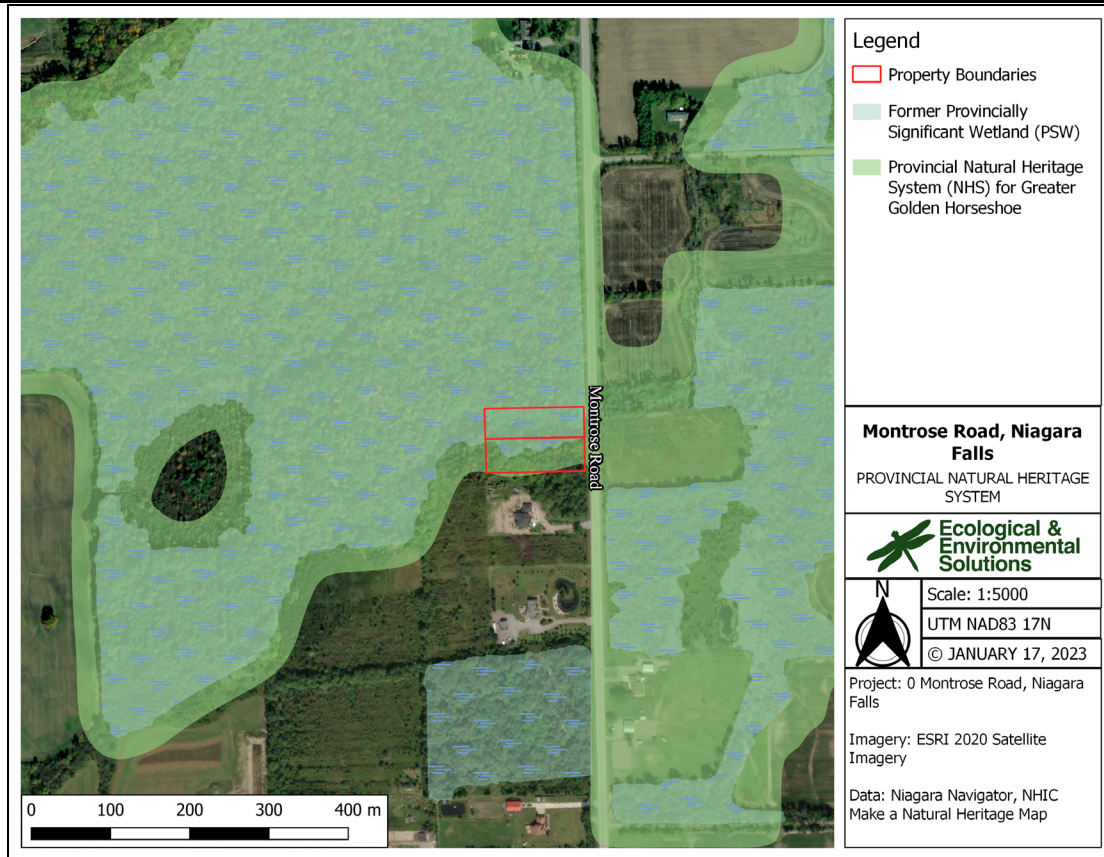 Legend
Property Boundaries
Former Provincially
Significant Wetland (PSW)
Provincial Natural Heritage
System (NHS) for Greater
Golden Horseshoe
Montrose Road
Montrose Road, Niagara
Falls
PROVINCIAL NATURAL HERITAGE
SYSTEM
Ecological &
Environmental
Solutions
N
Scale: 1:5000
UTM NAD83 17N
© JANUARY 17, 2023
Project: 0 Montrose Road, Niagara
Falls
Imagery: ESRI 2020 Satellite
Imagery
Data: Niagara Navigator, NHIC
Make a Natural Heritage Map
0 100 200 300 400 m